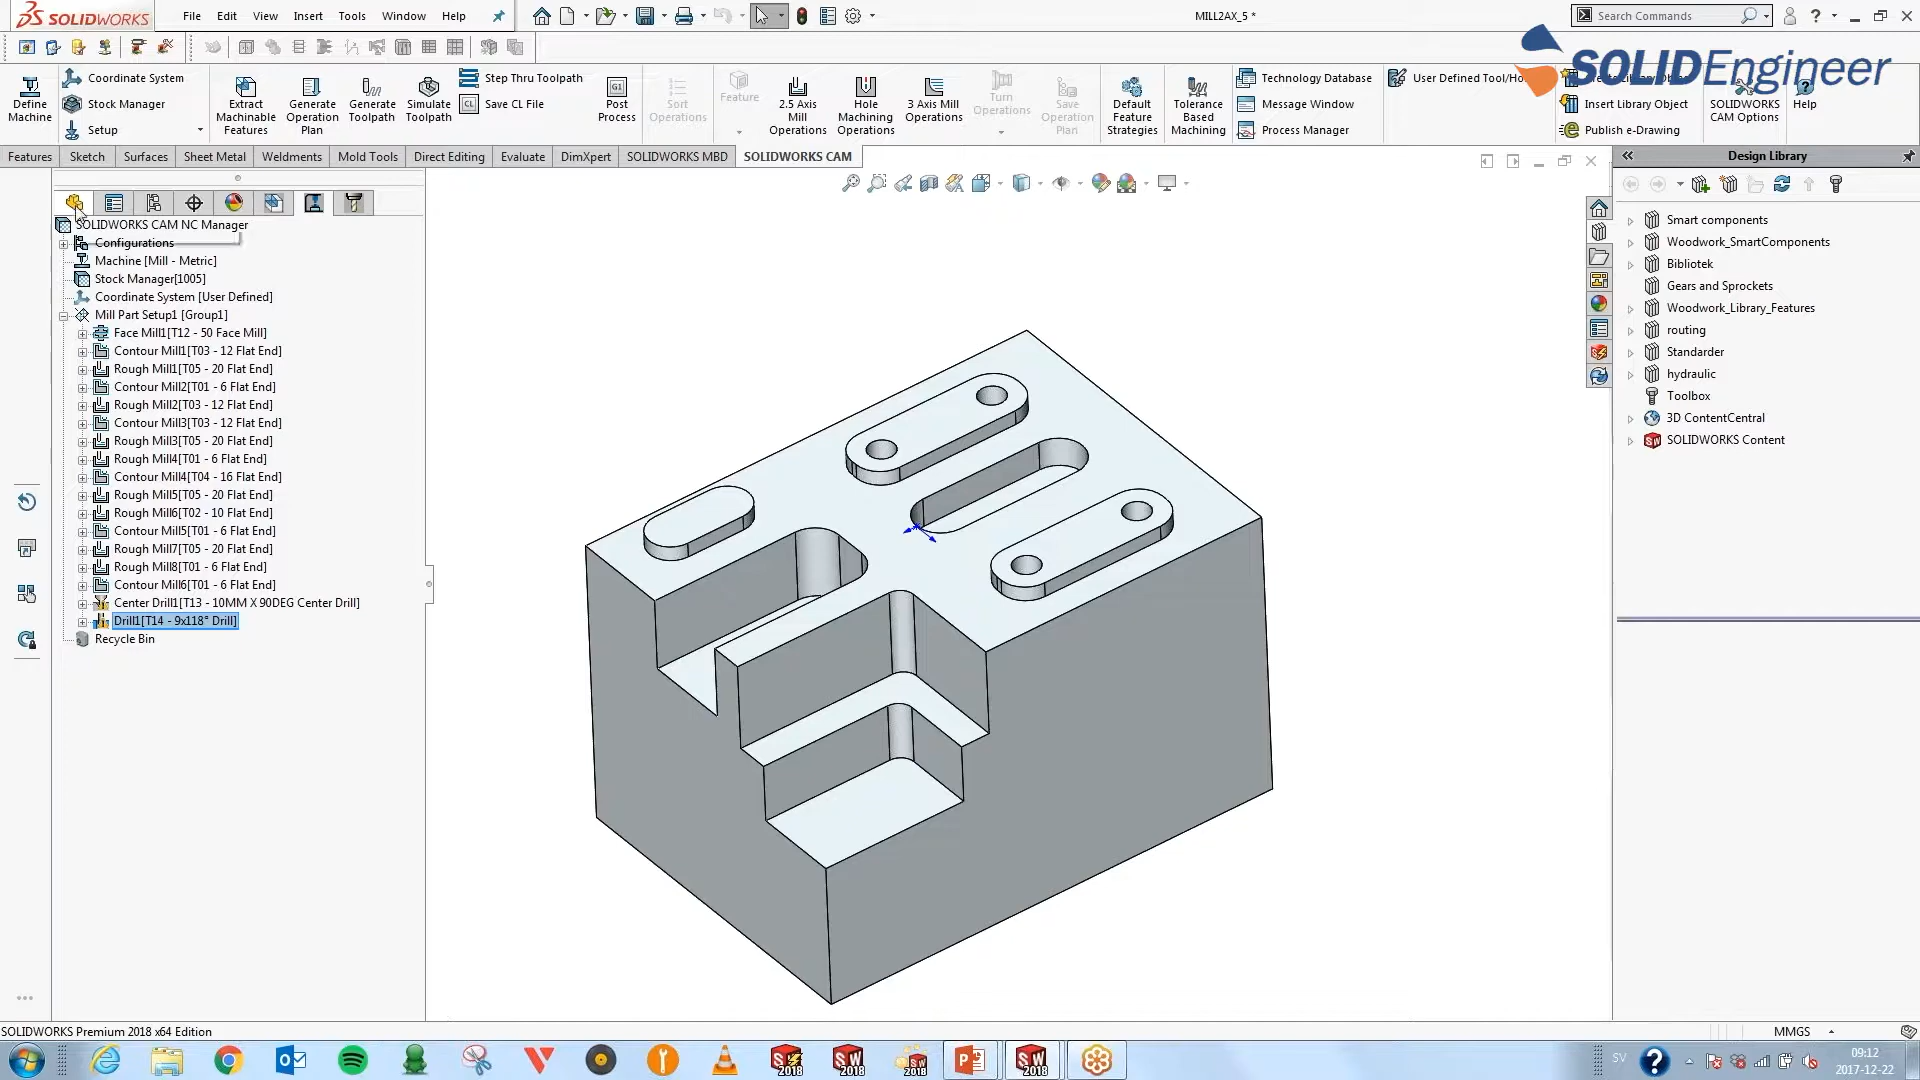 SOLIDWORKS
File Edit View Insert Tools Window Help
MILL2AX_5 *
Search Commands
SOLIDEngineer
Define Machine
Coordinate System
Stock Manager
Setup
Extract Machinable Features
Generate Operation Plan
Generate Toolpath
Simulate Toolpath
Step Thru Toolpath
Save CL File
Post Process
Sort Operations
Feature
2.5 Axis Mill Operations
Hole Machining Operations
3 Axis Mill Operations
Turn Operations
Save Operation Plan
Default Feature Strategies
Tolerance Based Machining
Technology Database
Message Window
Process Manager
User Defined Tool/Ho
Insert Library Object
Publish e-Drawing
SOLIDWORKS CAM Options
Help
Features Sketch Surfaces Sheet Metal Weldments Mold Tools Direct Editing Evaluate DimXpert SOLIDWORKS MBD SOLIDWORKS CAM
Design Library
SOLIDWORKS CAM NC Manager
Configurations
Machine [Mill - Metric]
Stock Manager[1005]
Coordinate System [User Defined]
Mill Part Setup1 [Group1]
Face Mill1[T12 - 50 Face Mill]
Contour Mill1[T03 - 12 Flat End]
Rough Mill1[T05 - 20 Flat End]
Contour Mill2[T01 - 6 Flat End]
Rough Mill2[T03 - 12 Flat End]
Contour Mill3[T03 - 12 Flat End]
Rough Mill3[T05 - 20 Flat End]
Rough Mill4[T01 - 6 Flat End]
Contour Mill4[T04 - 16 Flat End]
Rough Mill5[T05 - 20 Flat End]
Rough Mill6[T02 - 10 Flat End]
Contour Mill5[T01 - 6 Flat End]
Rough Mill7[T05 - 20 Flat End]
Rough Mill8[T01 - 6 Flat End]
Contour Mill6[T01 - 6 Flat End]
Center Drill1[T13 - 10MM X 90DEG Center Drill]
Drill1[T14 - 9x118° Drill]
Recycle Bin
Smart components
Woodwork_SmartComponents
Bibliotek
Gears and Sprockets
Woodwork_Library_Features
routing
Standarder
hydraulic
Toolbox
3D ContentCentral
SOLIDWORKS Content
SOLIDWORKS Premium 2018 x64 Edition
MMGS
SV
09:12
2017-12-22